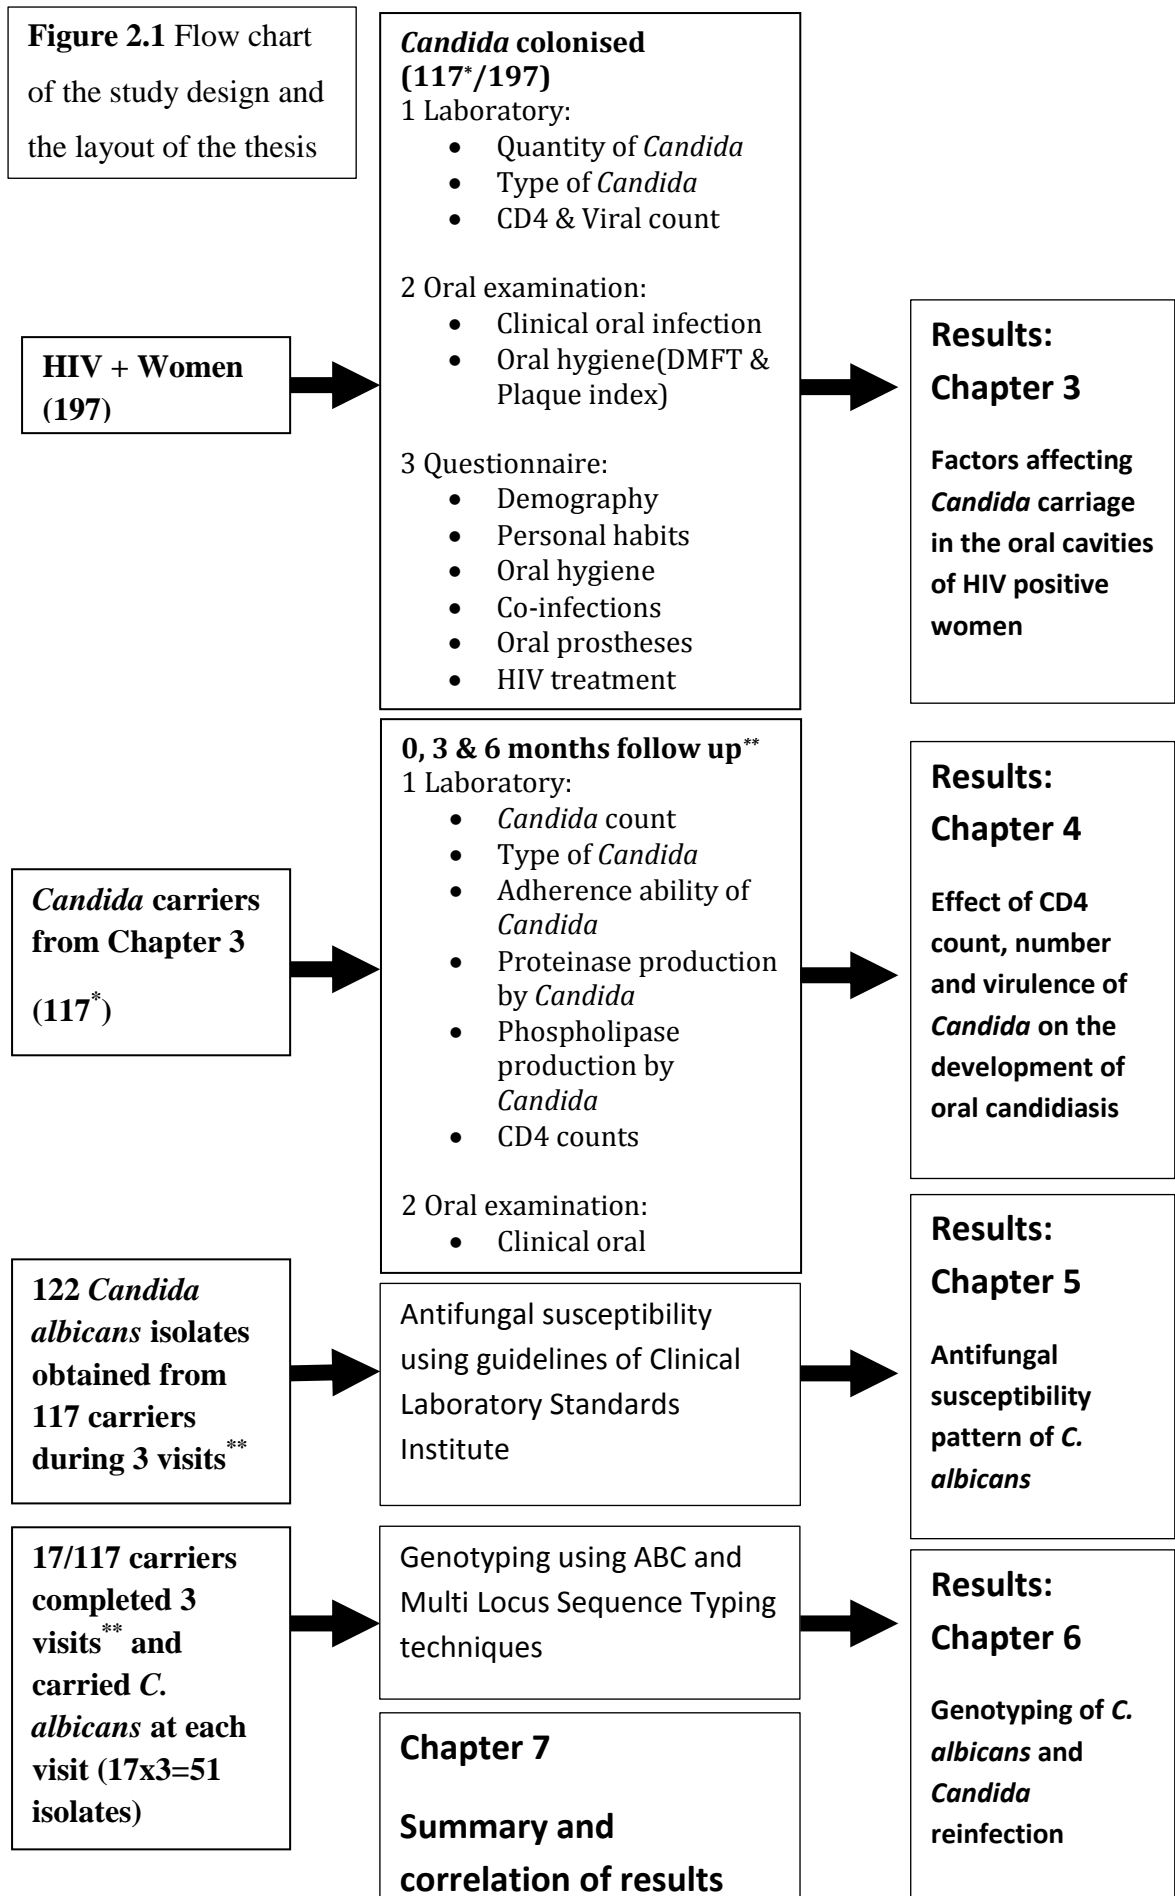 Figure 2.1 Flow chart
of the study design and
the layout of the thesis
Candida colonised
(117*/197)
1 Laboratory:
• Quantity of Candida
• Type of Candida
• CD4 & Viral count
2 Oral examination:
• Clinical oral infection
• Oral hygiene(DMFT &
Plaque index)
3 Questionnaire:
• Demography
• Personal habits
• Oral hygiene
• Co-infections
• Oral prostheses
• HIV treatment
HIV + Women
(197)
Results:
Chapter 3
Factors affecting
Candida carriage
in the oral cavities
of HIV positive
women
Candida carriers
from Chapter 3
(117*)
0, 3 & 6 months follow up**
1 Laboratory:
• Candida count
• Type of Candida
• Adherence ability of
Candida
• Proteinase production
by Candida
• Phospholipase
production by
Candida
• CD4 counts
2 Oral examination:
• Clinical oral
Results:
Chapter 4
Effect of CD4
count, number
and virulence of
Candida on the
development of
oral candidiasis
122 Candida
albicans isolates
obtained from
117 carriers
during 3 visits**
Antifungal susceptibility
using guidelines of Clinical
Laboratory Standards
Institute
Results:
Chapter 5
Antifungal
susceptibility
pattern of C.
albicans
17/117 carriers
completed 3
visits** and
carried C.
albicans at each
visit (17x3=51
isolates)
Genotyping using ABC and
Multi Locus Sequence Typing
techniques
Results:
Chapter 6
Genotyping of C.
albicans and
Candida
reinfection
Chapter 7
Summary and
correlation of results